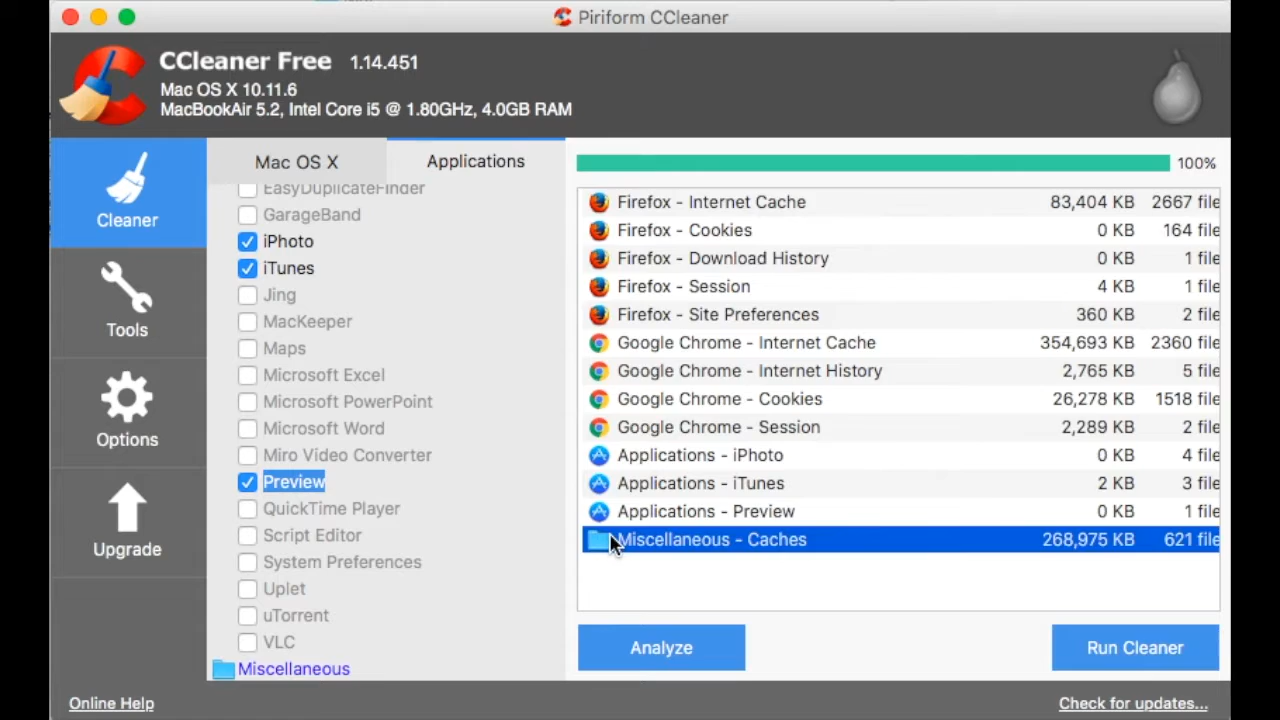 Piriform CCleaner
CCleaner Free 1.14.451
Mac OS X 10.11.6
MacBookAir 5.2, Intel Core i5 @ 1.80GHz, 4.0GB RAM
Cleaner
Tools
Options
Upgrade
Mac OS X
Applications
EasyDuplicateFinder
GarageBand
iPhoto
iTunes
Jing
MacKeeper
Maps
Microsoft Excel
Microsoft PowerPoint
Microsoft Word
Miro Video Converter
Preview
QuickTime Player
Script Editor
System Preferences
Uplet
uTorrent
VLC
Miscellaneous
100%
Firefox - Internet Cache 83,404 KB 2667 file
Firefox - Cookies 0 KB 164 file
Firefox - Download History 0 KB 1 file
Firefox - Session 4 KB 1 file
Firefox - Site Preferences 360 KB 2 file
Google Chrome - Internet Cache 354,693 KB 2360 file
Google Chrome - Internet History 2,765 KB 5 file
Google Chrome - Cookies 26,278 KB 1518 file
Google Chrome - Session 2,289 KB 2 file
Applications - iPhoto 0 KB 4 file
Applications - iTunes 2 KB 3 file
Applications - Preview 0 KB 1 file
Miscellaneous - Caches 268,975 KB 621 file
Analyze
Run Cleaner
Online Help
Check for updates...